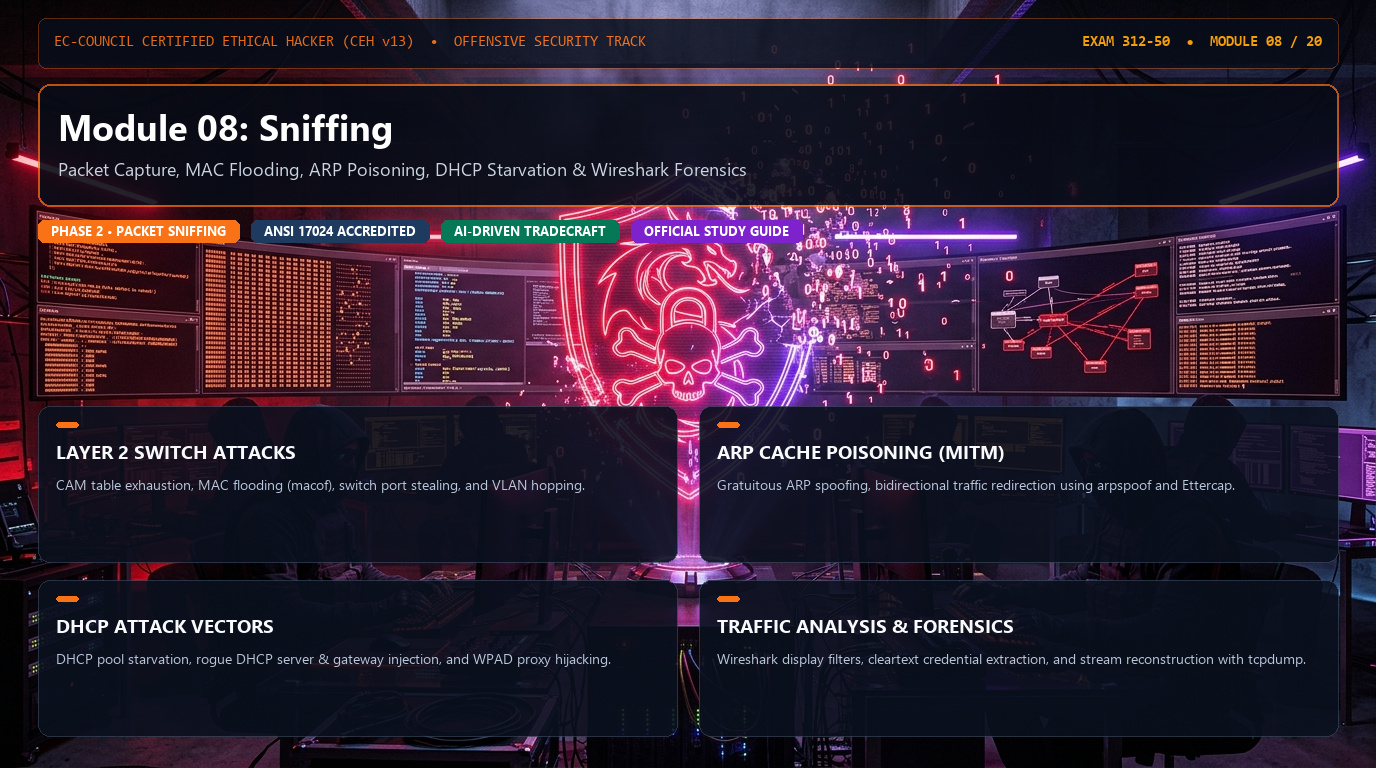 EC-COUNCIL CERTIFIED ETHICAL HACKER (CEH v13) • OFFENSIVE SECURITY TRACK
EXAM 312-50 • MODULE 08 / 20
Module 08: Sniffing
Packet Capture, MAC Flooding, ARP Poisoning, DHCP Starvation & Wireshark Forensics
PHASE 2 - PACKET SNIFFING
ANSI 17024 ACCREDITED
AI-DRIVEN TRADECRAFT
OFFICIAL STUDY GUIDE
LAYER 2 SWITCH ATTACKS
CAM table exhaustion, MAC flooding (macof), switch port stealing, and VLAN hopping.
ARP CACHE POISONING (MITM)
Gratuitous ARP spoofing, bidirectional traffic redirection using arpspoof and Ettercap.
DHCP ATTACK VECTORS
DHCP pool starvation, rogue DHCP server & gateway injection, and WPAD proxy hijacking.
TRAFFIC ANALYSIS & FORENSICS
Wireshark display filters, cleartext credential extraction, and stream reconstruction with tcpdump.